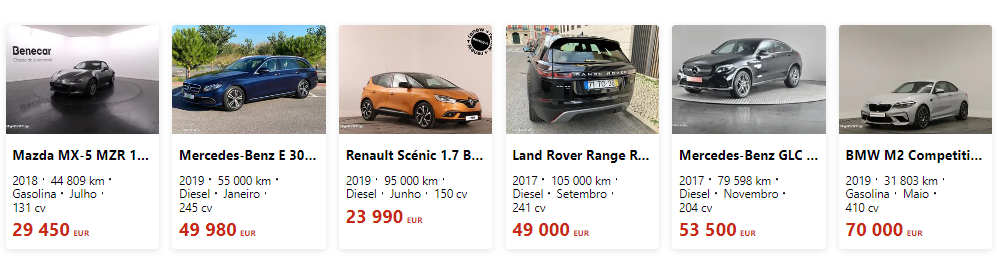 Benecar
Mazda MX-5 MZR 1...
2018 · 44 809 km ·
Gasolina · Julho ·
131 cv
29 450 EUR
Mercedes-Benz E 30...
2019 · 55 000 km ·
Diesel · Janeiro ·
245 cv
49 980 EUR
Renault Scénic 1.7 B...
2019 · 95 000 km ·
Diesel · Junho · 150 cv
23 990 EUR
RANGE ROVER
Land Rover Range R...
2017 · 105 000 km ·
Diesel · Setembro ·
241 cv
49 000 EUR
Mercedes-Benz GLC ...
2017 · 79 598 km ·
Diesel · Novembro ·
204 cv
53 500 EUR
BMW M2 Competiti...
2019 · 31 803 km ·
Gasolina · Maio ·
410 cv
70 000 EUR